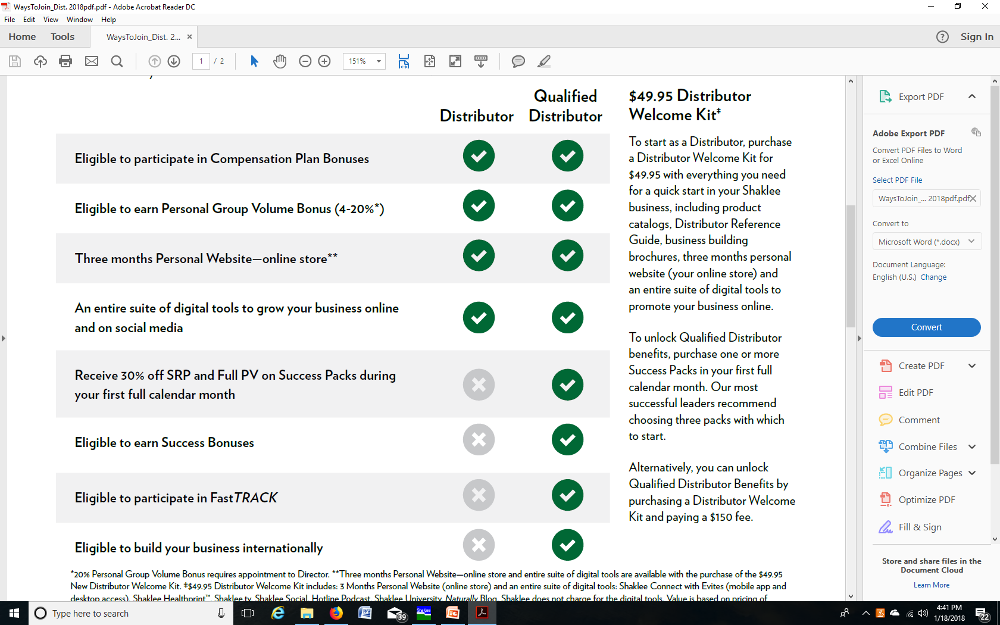 WaysToJoin_Dist. 2018pdf.pdf - Adobe Acrobat Reader DC
File Edit View Window Help
Home Tools WaysToJoin_Dist. 2... × ? Sign In
1 / 2 151%
Distributor
Qualified
Distributor
Eligible to participate in Compensation Plan Bonuses
Eligible to earn Personal Group Volume Bonus (4-20%*)
Three months Personal Website—online store**
An entire suite of digital tools to grow your business online
and on social media
Receive 30% off SRP and Full PV on Success Packs during
your first full calendar month
Eligible to earn Success Bonuses
Eligible to participate in FastTRACK
Eligible to build your business internationally
$49.95 Distributor
Welcome Kit‡
To start as a Distributor, purchase
a Distributor Welcome Kit for
$49.95 with everything you need
for a quick start in your Shaklee
business, including product
catalogs, Distributor Reference
Guide, business building
brochures, three months personal
website (your online store) and
an entire suite of digital tools to
promote your business online.
To unlock Qualified Distributor
benefits, purchase one or more
Success Packs in your first full
calendar month. Our most
successful leaders recommend
choosing three packs with which
to start.
Alternatively, you can unlock
Qualified Distributor Benefits by
purchasing a Distributor Welcome
Kit and paying a $150 fee.
*20% Personal Group Volume Bonus requires appointment to Director. **Three months Personal Website—online store and entire suite of digital tools are available with the purchase of the $49.95
New Distributor Welcome Kit. ‡$49.95 Distributor Welcome Kit includes: 3 Months Personal Website (online store) and an entire suite of digital tools: Shaklee Connect with Evites (mobile app and
desktop access), Shaklee Healthprint™, Shaklee.tv, Shaklee Social, Hotline Podcast, Shaklee University, Naturally Blog. Shaklee does not charge for the digital tools. Value is based on pricing of
Export PDF
Adobe Export PDF
Convert PDF Files to Word
or Excel Online
Select PDF File
WaysToJoin_... 2018pdf.pdf
Convert to
Microsoft Word (*.docx)
Document Language:
English (U.S.) Change
Convert
Create PDF
Edit PDF
Comment
Combine Files
Organize Pages
Optimize PDF
Fill & Sign
Store and share files in the
Document Cloud
Learn More
Type here to search
39
Shaklee
4:41 PM
1/18/2018
22